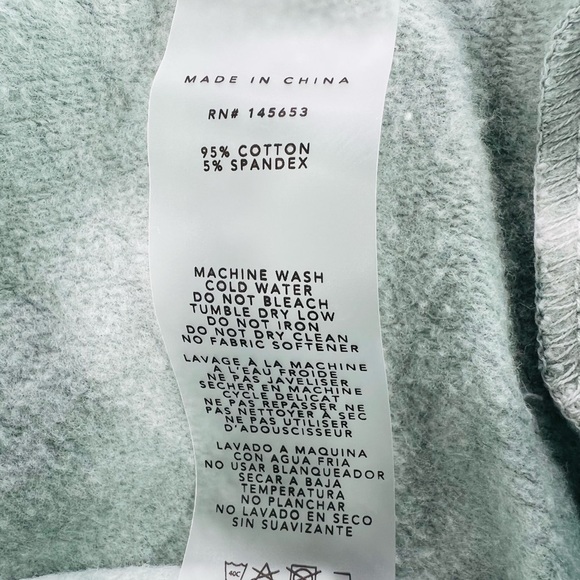 MADE IN CHINA
RN# 145653
95% COTTON
5% SPANDEX
MACHINE WASH
COLD WATER
DO NOT BLEACH
TUMBLE DRY LOW
DO NOT IRON
DO NOT DRY CLEAN
NO FABRIC SOFTENER
LAVAGE À LA MACHINE
A L'EAU FROIDE
NE PAS JAVELISER
SÉCHER EN MACHINE
CYCLE DÉLICAT
NE PAS REPASSER NE
PAS NETTOYER À SEC
NE PAS UTILISER
D'ADOUSCISSEUR
LAVADO A MAQUINA
CON AGUA FRIA
NO USAR BLANQUEADOR
SECAR A BAJA
TEMPERATURA
NO PLANCHAR
NO LAVADO EN SECO
SIN SUAVIZANTE
40C